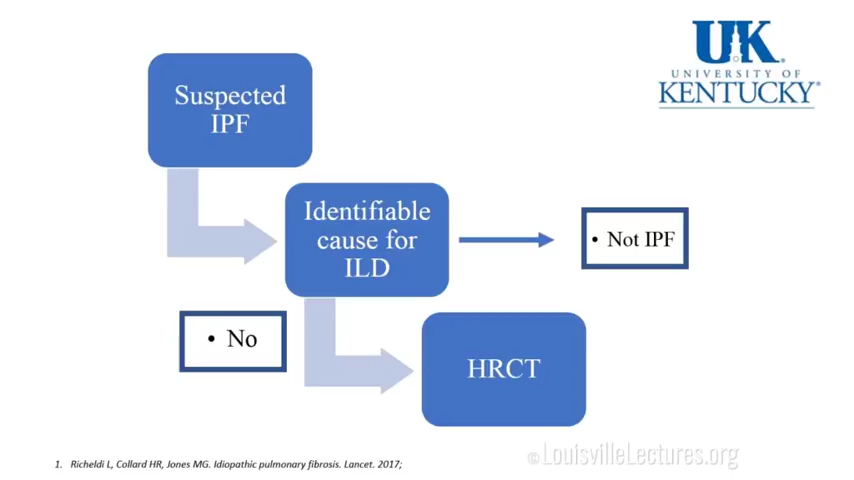 UK
UNIVERSITY OF
KENTUCKY®
Suspected
IPF
Identifiable
cause for
ILD
• Not IPF
• No
HRCT
1. Richeldi L, Collard HR, Jones MG. Idiopathic pulmonary fibrosis. Lancet. 2017;
©LouisvilleLectures.org